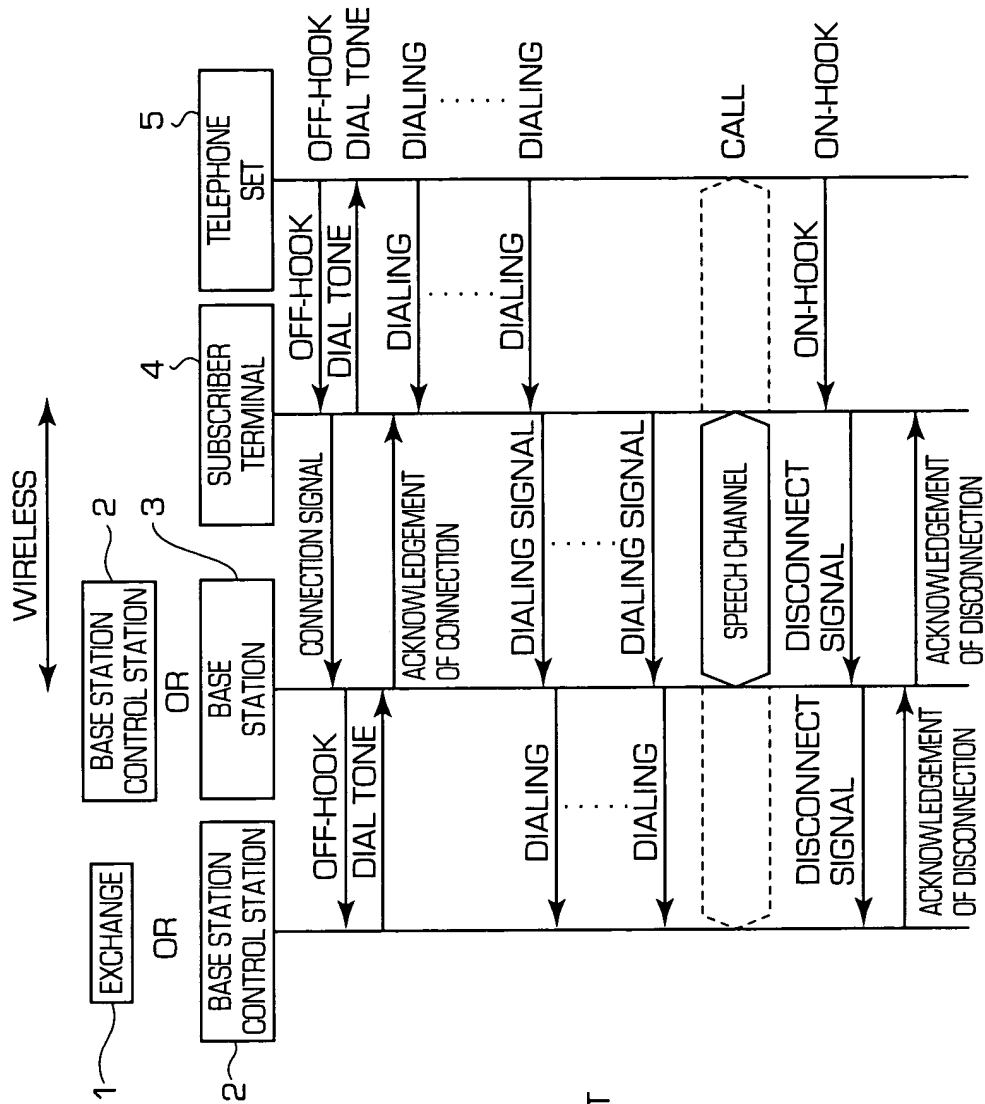 WIRELESS
1
EXCHANGE
OR
2
BASE STATION
CONTROL STATION
2
BASE STATION
CONTROL STATION
OR
3
BASE
STATION
4
SUBSCRIBER
TERMINAL
5
TELEPHONE
SET
OFF-HOOK
DIAL TONE
CONNECTION SIGNAL
ACKNOWLEDGEMENT
OF CONNECTION
OFF-HOOK
DIAL TONE
OFF-HOOK
DIAL TONE
DIALING
DIALING SIGNAL
DIALING
DIALING
. . . . . .
. . . . . .
. . . . . .
. . . . . .
DIALING
DIALING SIGNAL
DIALING
DIALING
SPEECH CHANNEL
CALL
DISCONNECT
SIGNAL
DISCONNECT
SIGNAL
ON-HOOK
ON-HOOK
ACKNOWLEDGEMENT
OF DISCONNECTION
ACKNOWLEDGEMENT
OF DISCONNECTION
T